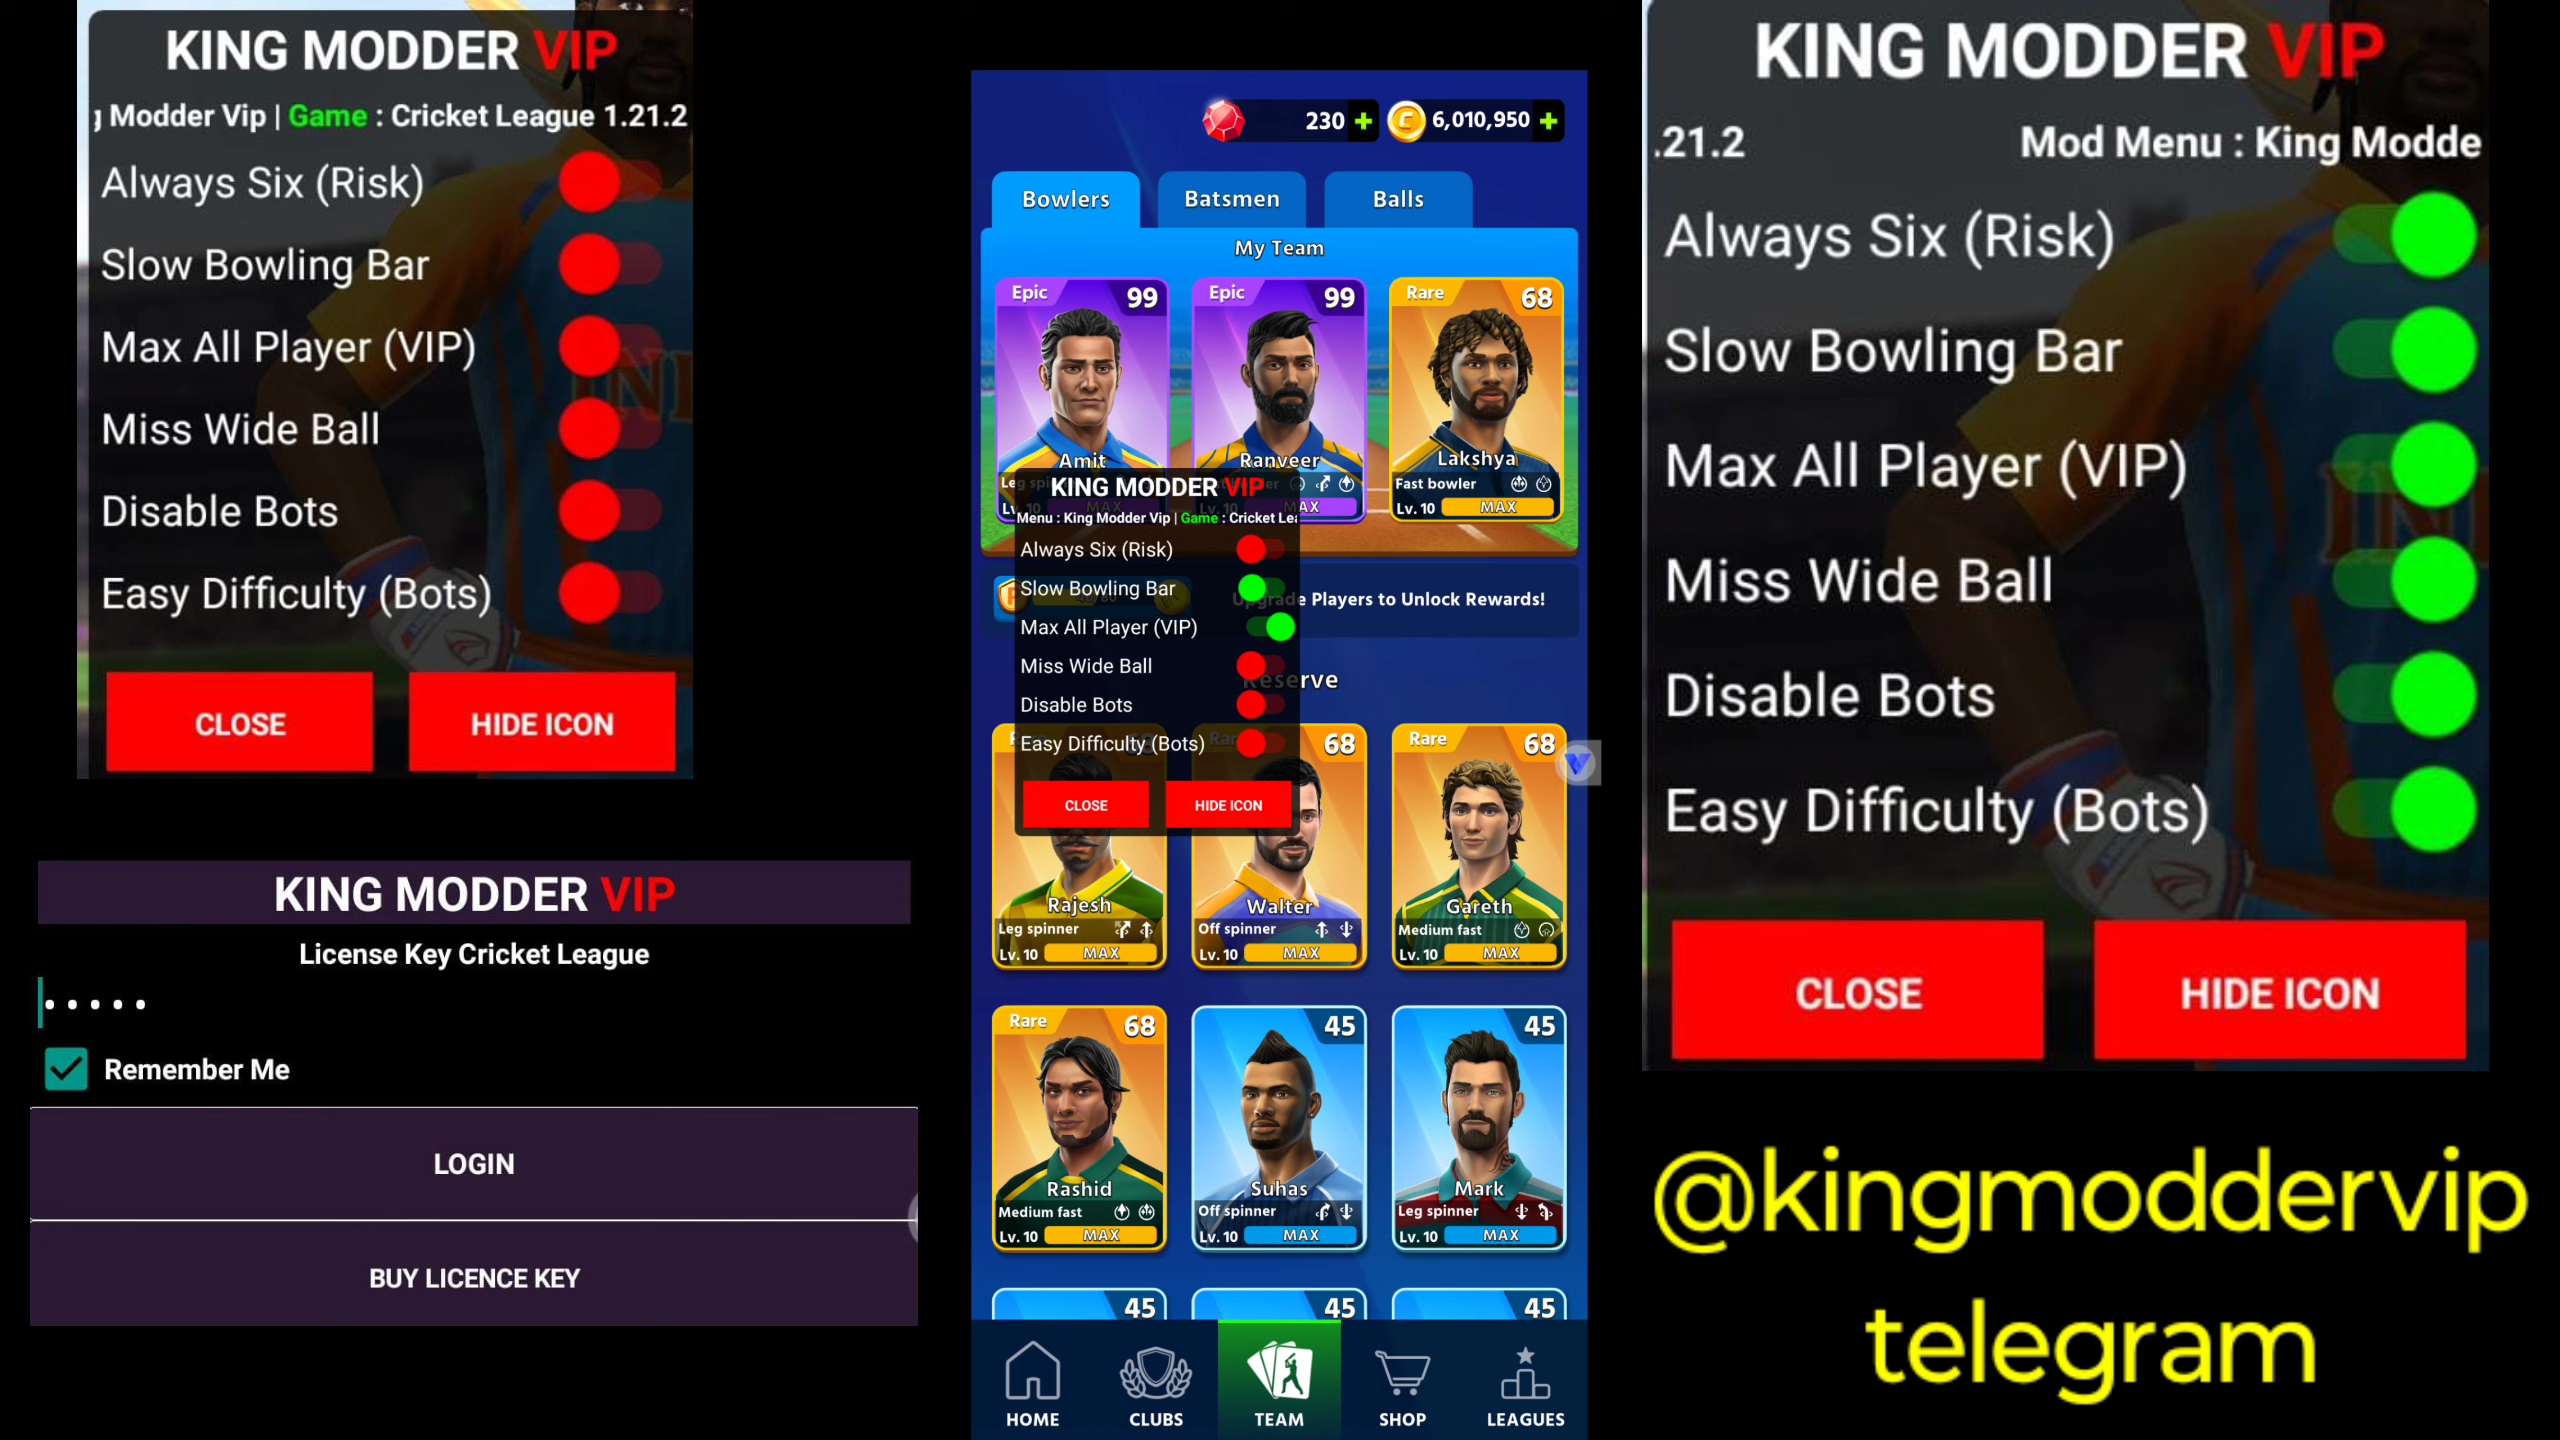 KING MODDER VIP
Modder Vip | Game : Cricket League 1.21.2
Always Six (Risk)
Slow Bowling Bar
Max All Player (VIP)
Miss Wide Ball
Disable Bots
Easy Difficulty (Bots)
CLOSE
HIDE ICON
KING MODDER VIP
License Key Cricket League
•••••
Remember Me
LOGIN
BUY LICENCE KEY
230
6,010,950
Bowlers
Batsmen
Balls
My Team
Epic 99
Epic 99
Rare 68
Amit
Ranveer
Lakshya
Fast bowler
Lv. 10 MAX
KING MODDER VIP
Menu : King Modder Vip | Game : Cricket Lea
Always Six (Risk)
Slow Bowling Bar
Max All Player (VIP)
Miss Wide Ball
Disable Bots
Easy Difficulty (Bots)
CLOSE
HIDE ICON
Upgrade Players to Unlock Rewards!
Reserve
68
Rare 68
Rajesh
Leg spinner
Lv. 10 MAX
Walter
Off spinner
Lv. 10 MAX
Gareth
Medium fast
Lv. 10 MAX
Rare 68
Rashid
Medium fast
Lv. 10 MAX
45
Suhas
Off spinner
Lv. 10 MAX
45
Mark
Leg spinner
Lv. 10 MAX
45
45
45
HOME
CLUBS
TEAM
SHOP
LEAGUES
KING MODDER VIP
.21.2 Mod Menu : King Modde
Always Six (Risk)
Slow Bowling Bar
Max All Player (VIP)
Miss Wide Ball
Disable Bots
Easy Difficulty (Bots)
CLOSE
HIDE ICON
@kingmoddervip
telegram